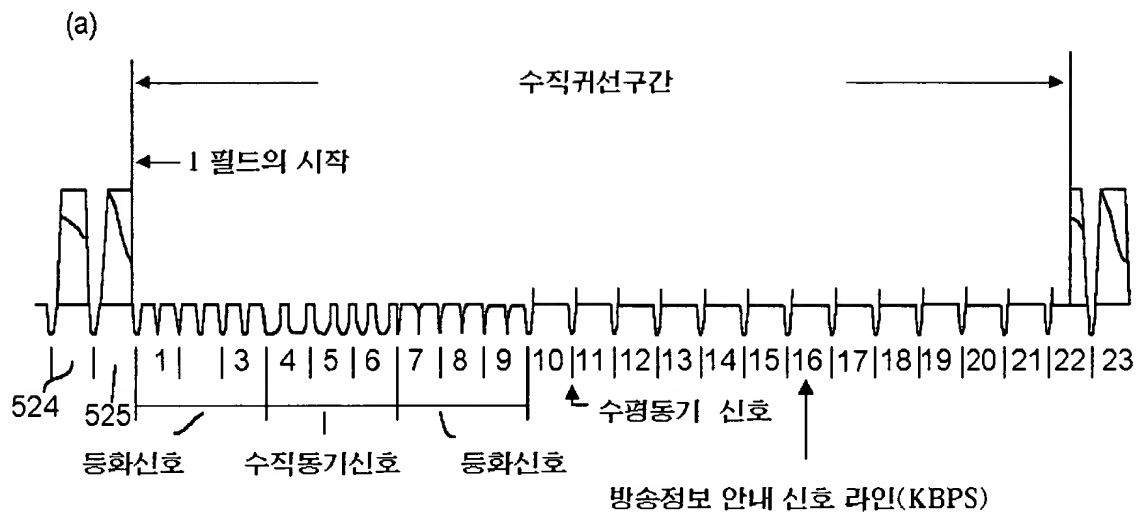 (a)
수직귀선구간
1 필드의 시작
1 3 4 5 6 7 8 9 10 11 12 13 14 15 16 17 18 19 20 21 22 23
524 525
수평동기 신호
등화신호 수직동기신호 등화신호
방송정보 안내 신호 라인(KBPS)